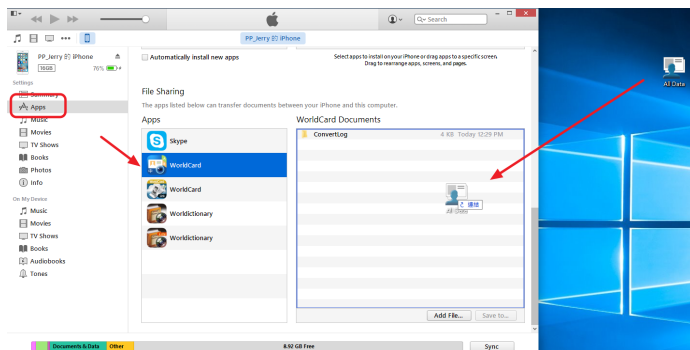 Search
PP_Jerry 的 iPhone
PP_Jerry 的 iPhone
16GB
76%
Settings
Summary
Apps
Music
Movies
TV Shows
Books
Photos
Info
On My Device
Music
Movies
TV Shows
Books
Audiobooks
Tones
Automatically install new apps
Select apps to install on your iPhone or drag apps to a specific screen.
Drag to rearrange apps, screens, and pages.
File Sharing
The apps listed below can transfer documents between your iPhone and this computer.
Apps
Skype
WorldCard
WorldCard
Worldictionary
Worldictionary
WorldCard Documents
ConvertLog 4 KB Today 12:29 PM
連結
All Data
Add File...
Save to...
Documents & Data
Other
8.92 GB Free
Sync
All Data